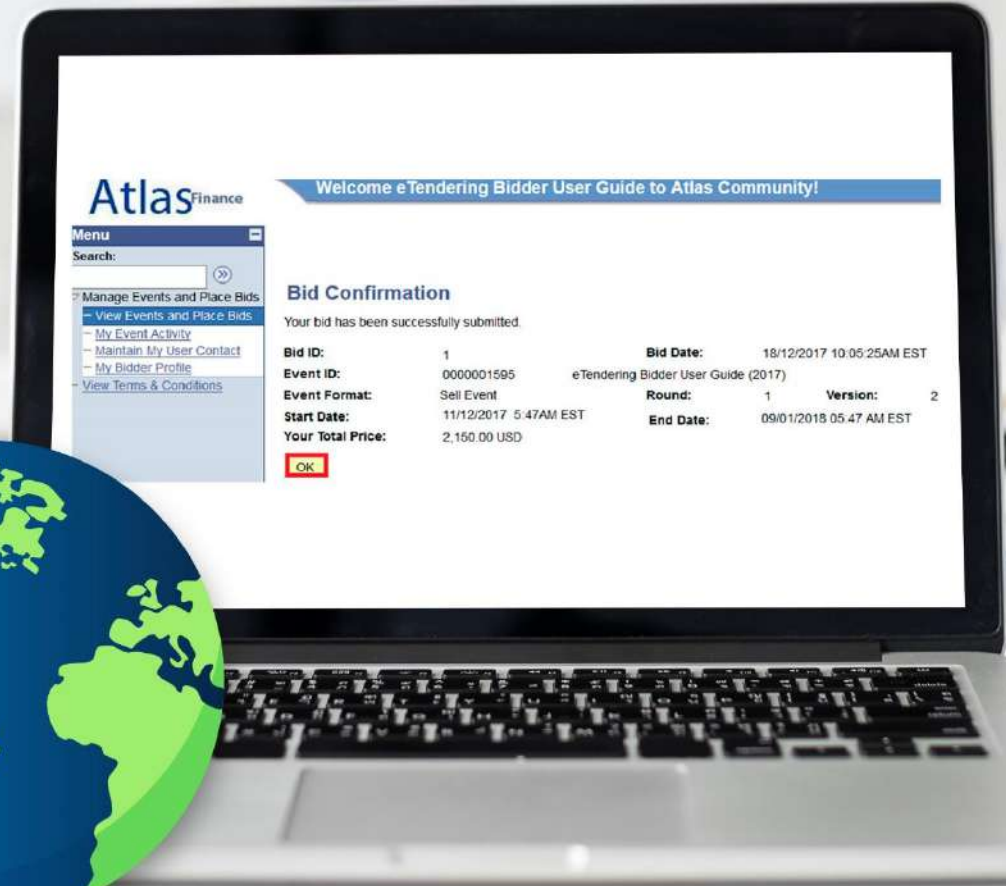 Atlas Finance
Welcome eTendering Bidder User Guide to Atlas Community!
Menu
Search:
Manage Events and Place Bids
View Events and Place Bids
My Event Activity
Maintain My User Contact
My Bidder Profile
View Terms & Conditions
Bid Confirmation
Your bid has been successfully submitted.
Bid ID: 1 Bid Date: 18/12/2017 10:05:25AM EST
Event ID: 0000001595 eTendering Bidder User Guide (2017)
Event Format: Sell Event Round: 1 Version: 2
Start Date: 11/12/2017 5:47AM EST End Date: 09/01/2018 05:47 AM EST
Your Total Price: 2,150.00 USD
OK
delete
return